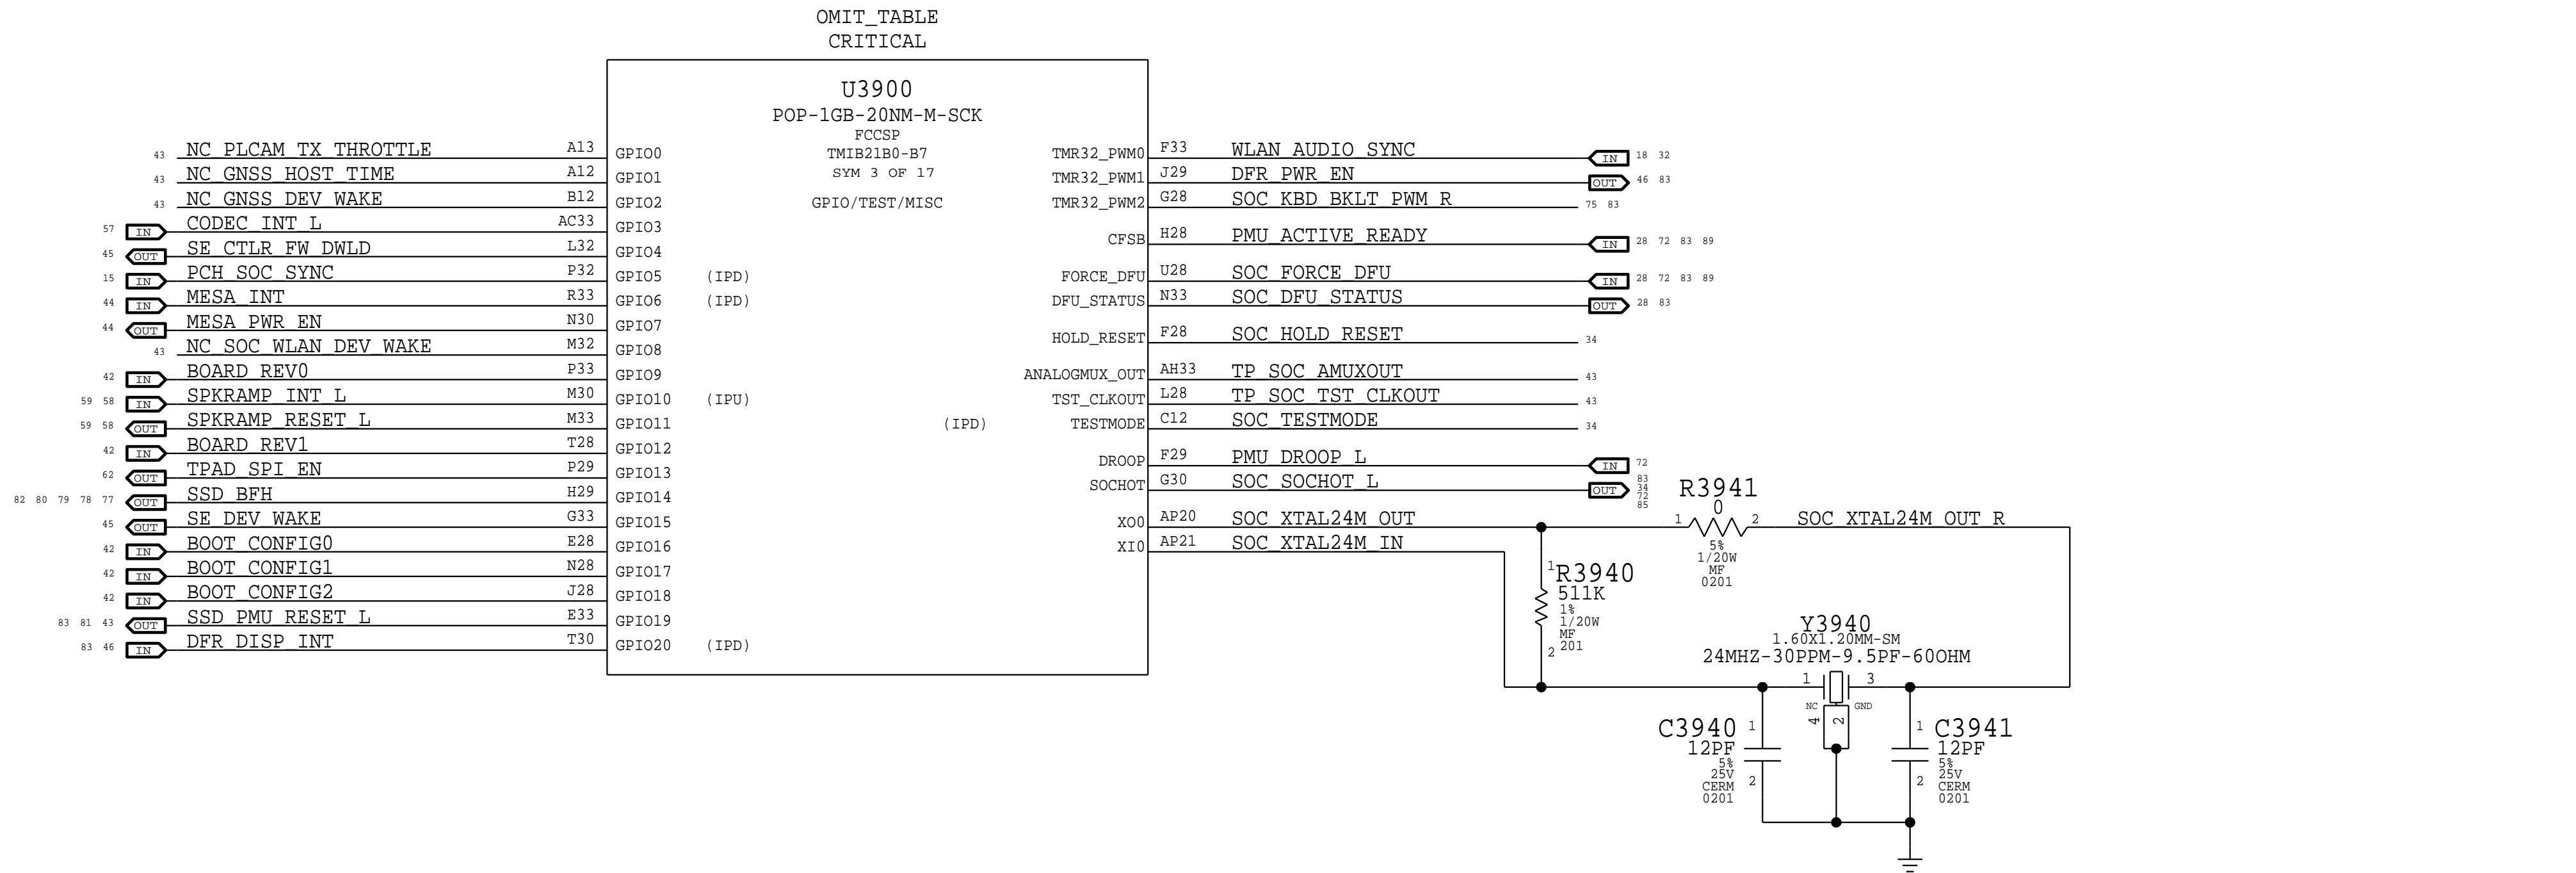 OMIT_TABLE
CRITICAL
U3900
POP-1GB-20NM-M-SCK
FCCSP
TMIB21B0-B7
SYM 3 OF 17
GPIO/TEST/MISC
43 NC_PLCAM_TX_THROTTLE A13 GPIO0
43 NC_GNSS_HOST_TIME A12 GPIO1
43 NC_GNSS_DEV_WAKE B12 GPIO2
57 IN CODEC_INT_L AC33 GPIO3
45 OUT SE_CTLR_FW_DWLD L32 GPIO4
15 IN PCH_SOC_SYNC P32 GPIO5 (IPD)
44 IN MESA_INT R33 GPIO6 (IPD)
44 OUT MESA_PWR_EN N30 GPIO7
43 NC_SOC_WLAN_DEV_WAKE M32 GPIO8
42 IN BOARD_REV0 P33 GPIO9
59 58 IN SPKRAMP_INT_L M30 GPIO10 (IPU)
59 58 OUT SPKRAMP_RESET_L M33 GPIO11
42 IN BOARD_REV1 T28 GPIO12
62 OUT TPAD_SPI_EN P29 GPIO13
82 80 79 78 77 OUT SSD_BFH H29 GPIO14
45 OUT SE_DEV_WAKE G33 GPIO15
42 IN BOOT_CONFIG0 E28 GPIO16
42 IN BOOT_CONFIG1 N28 GPIO17
42 IN BOOT_CONFIG2 J28 GPIO18
83 81 43 OUT SSD_PMU_RESET_L E33 GPIO19
83 46 IN DFR_DISP_INT T30 GPIO20 (IPD)
TMR32_PWM0 F33 WLAN_AUDIO_SYNC IN 18 32
TMR32_PWM1 J29 DFR_PWR_EN OUT 46 83
TMR32_PWM2 G28 SOC_KBD_BKLT_PWM_R 75 83
CFSB H28 PMU_ACTIVE_READY IN 28 72 83 89
FORCE_DFU U28 SOC_FORCE_DFU IN 28 72 83 89
DFU_STATUS N33 SOC_DFU_STATUS OUT 28 83
HOLD_RESET F28 SOC_HOLD_RESET 34
ANALOGMUX_OUT AH33 TP_SOC_AMUXOUT 43
TST_CLKOUT L28 TP_SOC_TST_CLKOUT 43
(IPD) TESTMODE C12 SOC_TESTMODE 34
DROOP F29 PMU_DROOP_L IN 72
SOCHOT G30 SOC_SOCHOT_L OUT
83
34
72
85
XO0 AP20 SOC_XTAL24M_OUT
XI0 AP21 SOC_XTAL24M_IN
R3941
0
1 2 SOC_XTAL24M_OUT_R
5%
1/20W
MF
0201
1
R3940
511K
1%
1/20W
MF
201
2
Y3940
1.60X1.20MM-SM
24MHZ-30PPM-9.5PF-60OHM
1 3
NC GND
4 2
C3940 1
12PF
5%
25V
CERM
0201
2
1 C3941
12PF
5%
25V
CERM
0201
2